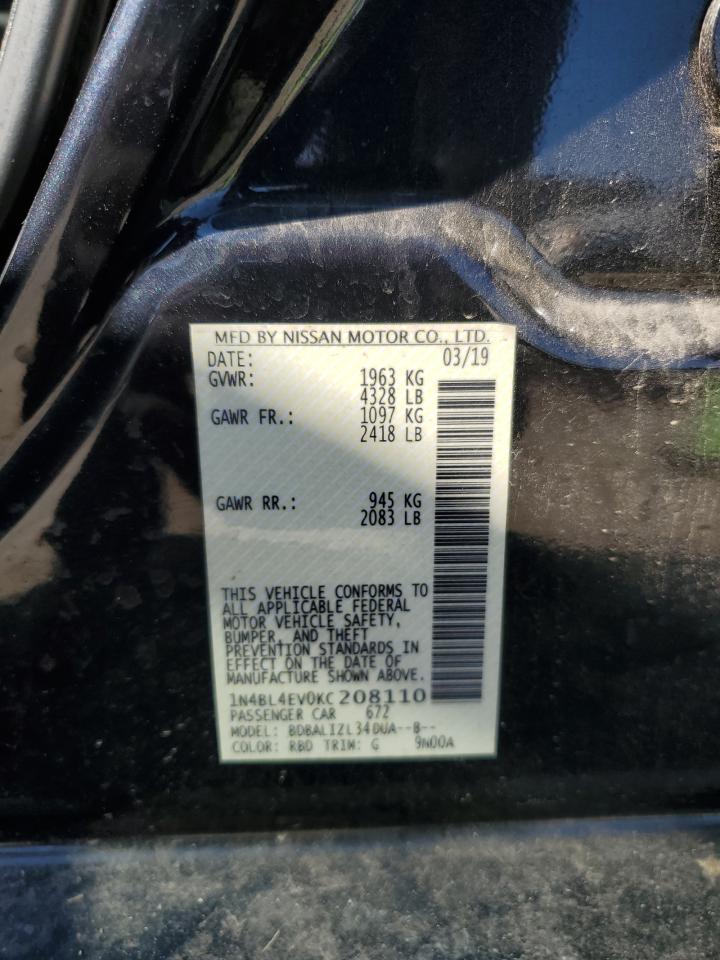 MFD BY NISSAN MOTOR CO., LTD.
DATE: 03/19
GVWR: 1963 KG
4328 LB
GAWR FR.: 1097 KG
2418 LB
GAWR RR.: 945 KG
2083 LB
THIS VEHICLE CONFORMS TO
ALL APPLICABLE FEDERAL
MOTOR VEHICLE SAFETY,
BUMPER, AND THEFT
PREVENTION STANDARDS IN
EFFECT ON THE DATE OF
MANUFACTURE SHOWN ABOVE.
1N4BL4EV0KC208110
PASSENGER CAR 672
MODEL: BDBALIZL34DUA--B--
COLOR: RBD TRIM: G 9N00A